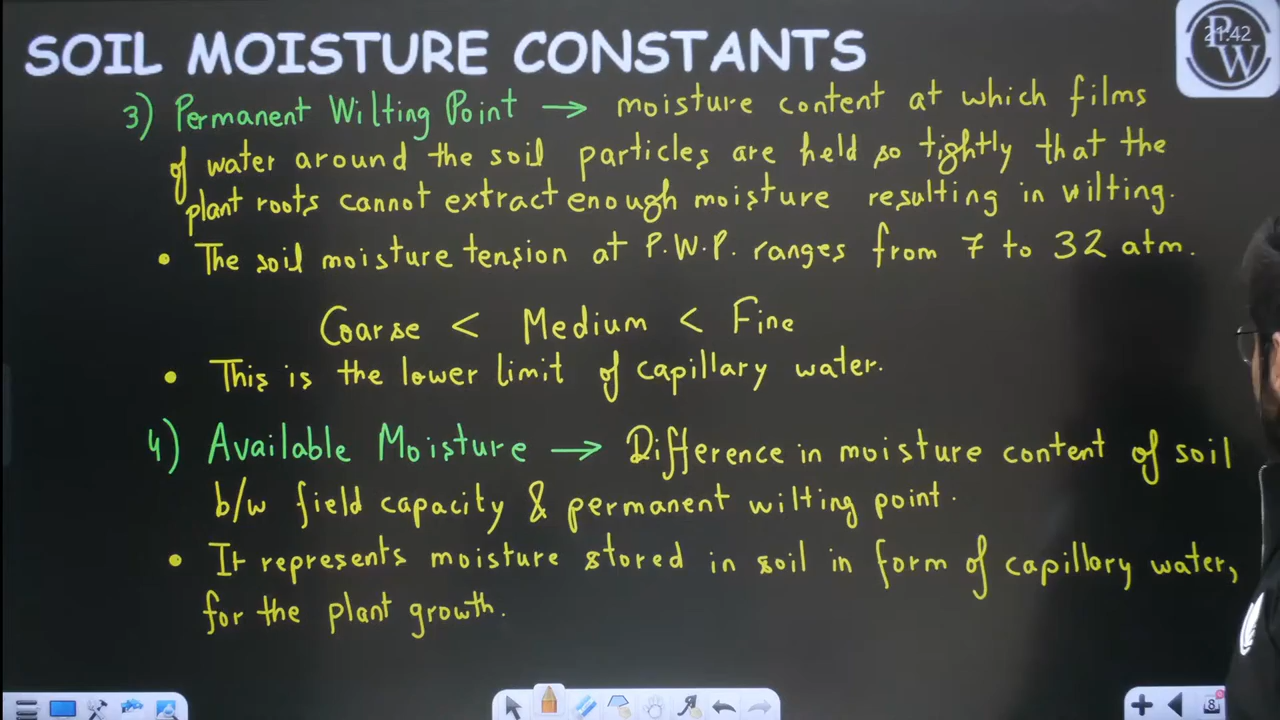 SOIL MOISTURE CONSTANTS
PW
21:42
3) Permanent Wilting Point → moisture content at which films
of water around the soil particles are held so tightly that the
plant roots cannot extract enough moisture resulting in wilting.
• The soil moisture tension at P.W.P. ranges from 7 to 32 atm.
Coarse < Medium < Fine
• This is the lower limit of capillary water.
4) Available Moisture → Difference in moisture content of soil
b/w field capacity & permanent wilting point.
• It represents moisture stored in soil in form of capillary water,
for the plant growth.
8